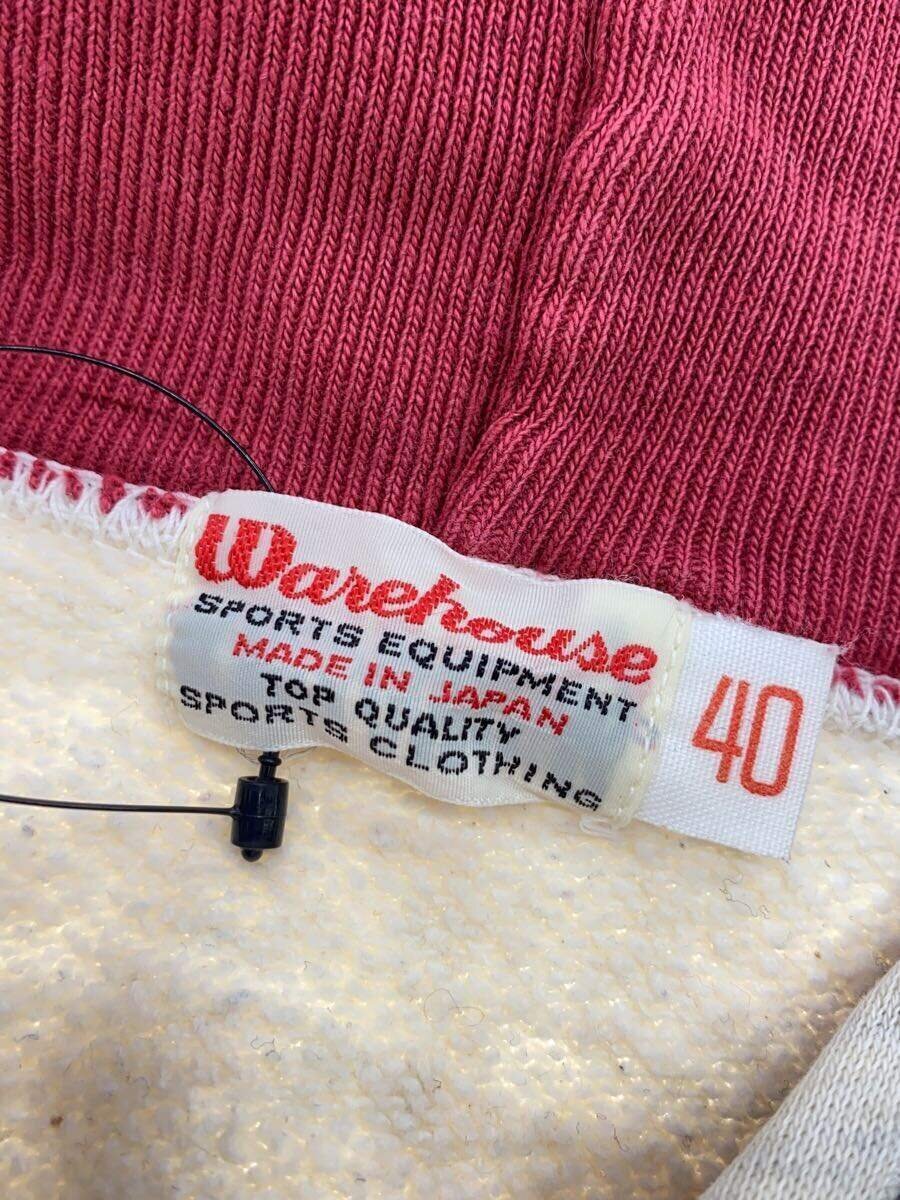 Warehouse
SPORTS EQUIPMENT
MADE IN JAPAN
TOP QUALITY
SPORTS CLOTHING
40